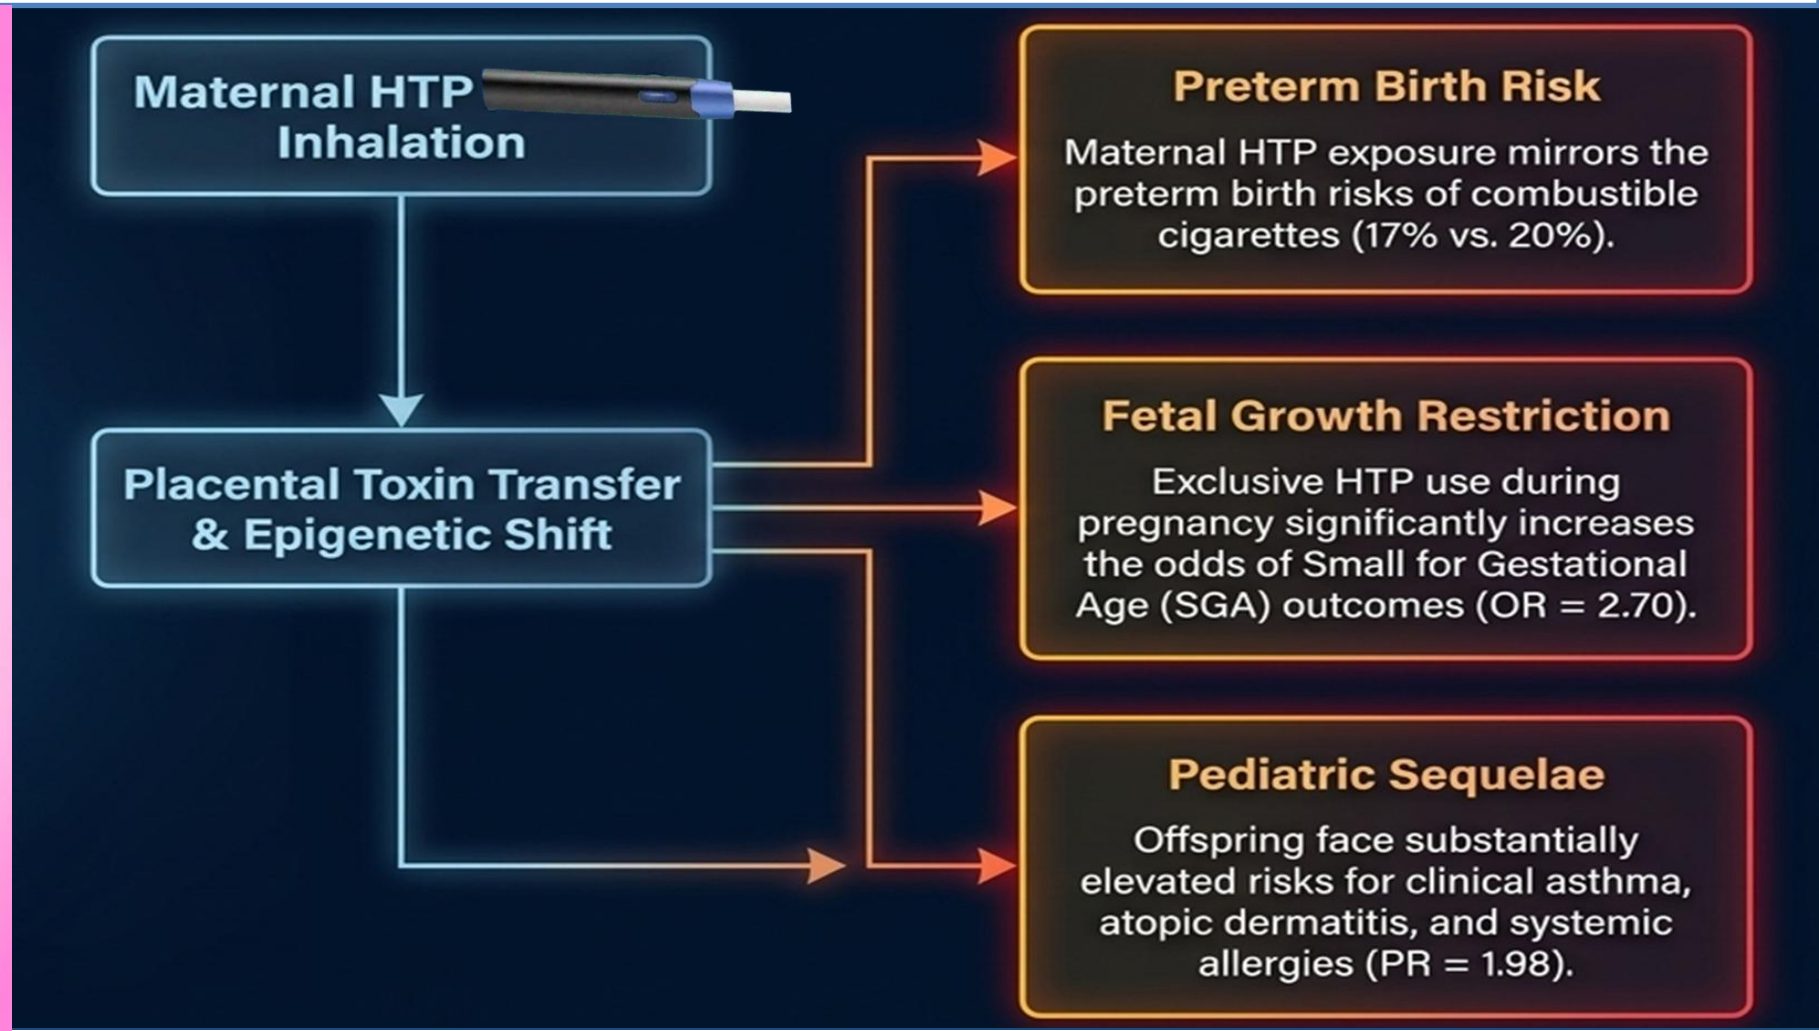 Maternal HTP
Inhalation
Placental Toxin Transfer
& Epigenetic Shift
Preterm Birth Risk
Maternal HTP exposure mirrors the
preterm birth risks of combustible
cigarettes (17% vs. 20%).
Fetal Growth Restriction
Exclusive HTP use during
pregnancy significantly increases
the odds of Small for Gestational
Age (SGA) outcomes (OR = 2.70).
Pediatric Sequelae
Offspring face substantially
elevated risks for clinical asthma,
atopic dermatitis, and systemic
allergies (PR = 1.98).